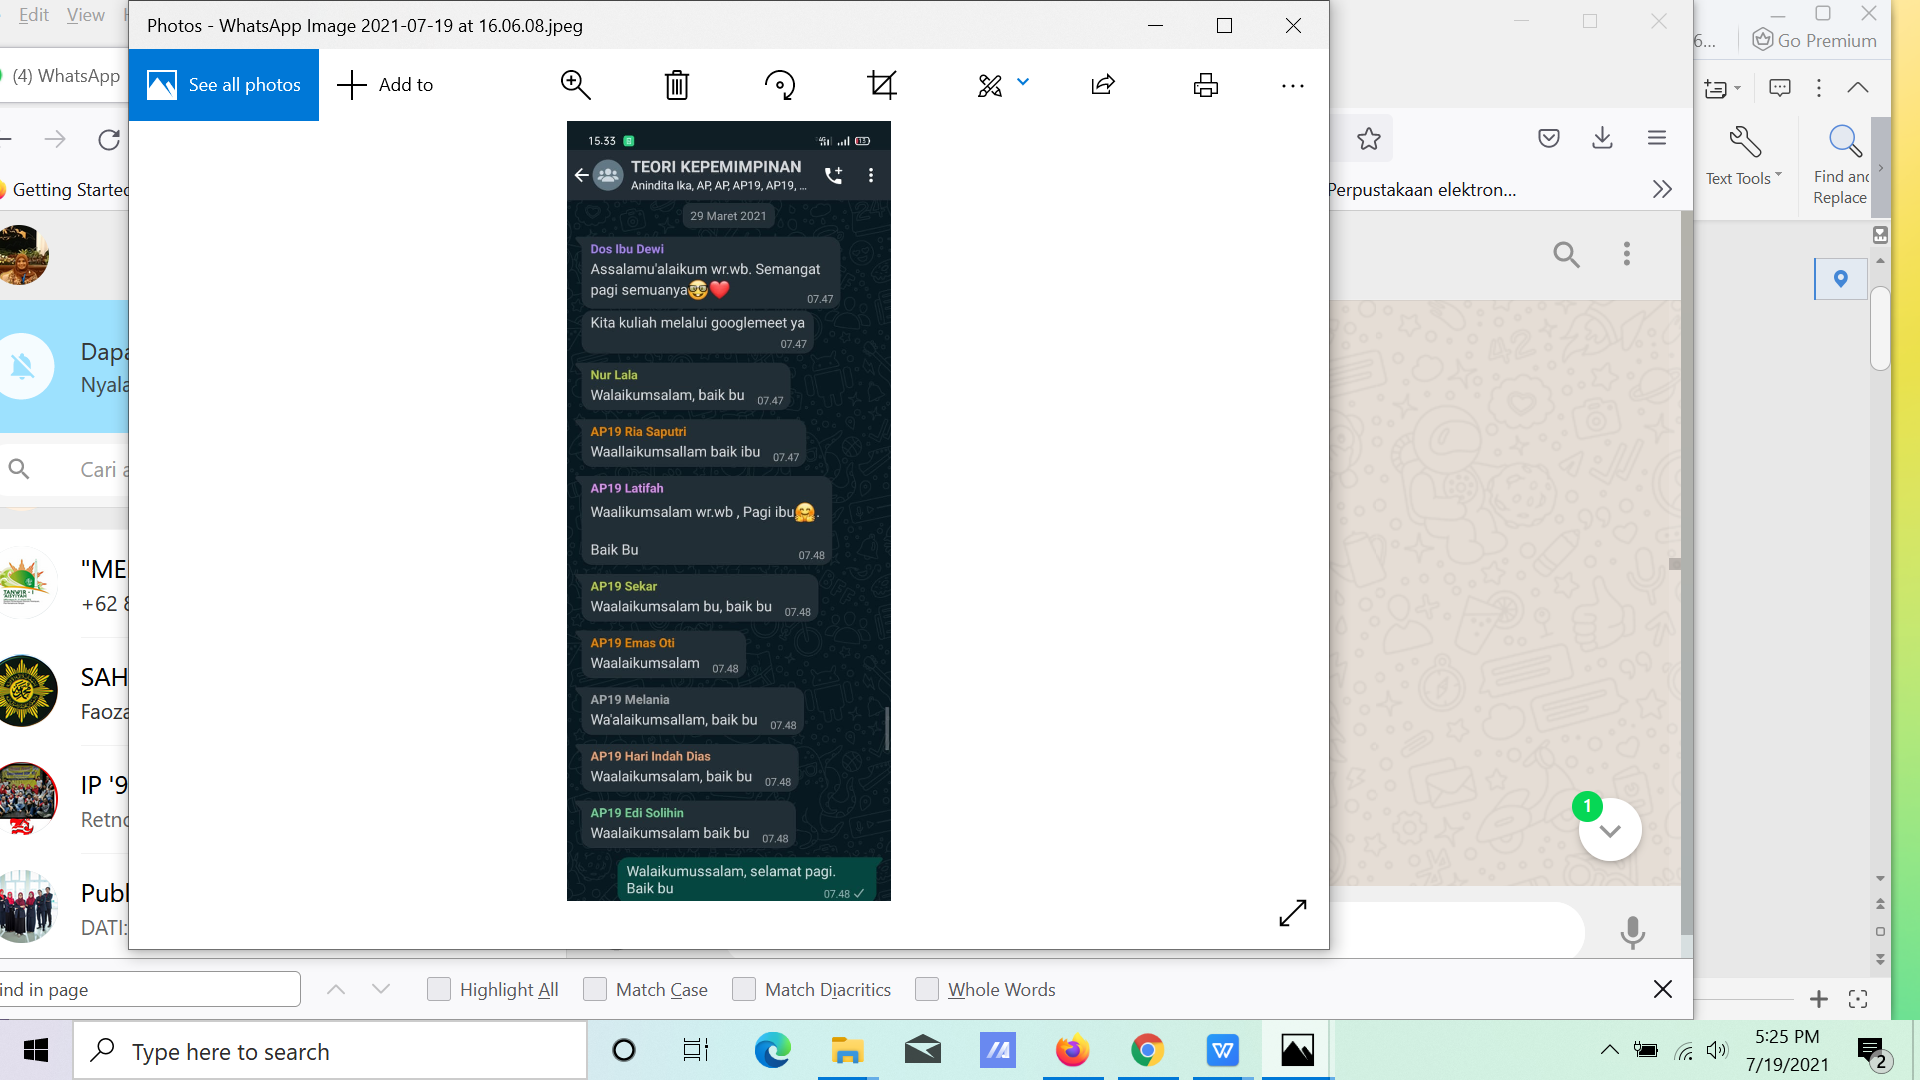 Edit View
Photos - WhatsApp Image 2021-07-19 at 16.06.08.jpeg
6... Go Premium
(4) WhatsApp
See all photos
Add to
Text Tools
Find and
Replace
Getting Started
Perpustakaan elektron...
15.33
TEORI KEPEMIMPINAN
Anindita Ika, AP, AP, AP19, AP19, ...
29 Maret 2021
Dos Ibu Dewi
Assalamu'alaikum wr.wb. Semangat
pagi semuanya🤓❤️
07.47
Kita kuliah melalui googlemeet ya
07.47
Nur Lala
Walaikumsalam, baik bu 07.47
AP19 Ria Saputri
Waallaikumsallam baik ibu 07.47
AP19 Latifah
Waalikumsalam wr.wb , Pagi ibu🤗.
Baik Bu 07.48
AP19 Sekar
Waalaikumsalam bu, baik bu 07.48
AP19 Emas Oti
Waalaikumsalam 07.48
AP19 Melania
Wa'alaikumsallam, baik bu 07.48
AP19 Hari Indah Dias
Waalaikumsalam, baik bu 07.48
AP19 Edi Solihin
Waalaikumsalam baik bu 07.48
Walaikumussalam, selamat pagi.
Baik bu 07.48
Dapa
Nyala
Cari a
"ME
+62 8
SAH
Faoza
IP '9
Retno
Publ
DATI:
1
ind in page
Highlight All
Match Case
Match Diacritics
Whole Words
Type here to search
5:25 PM
7/19/2021
2